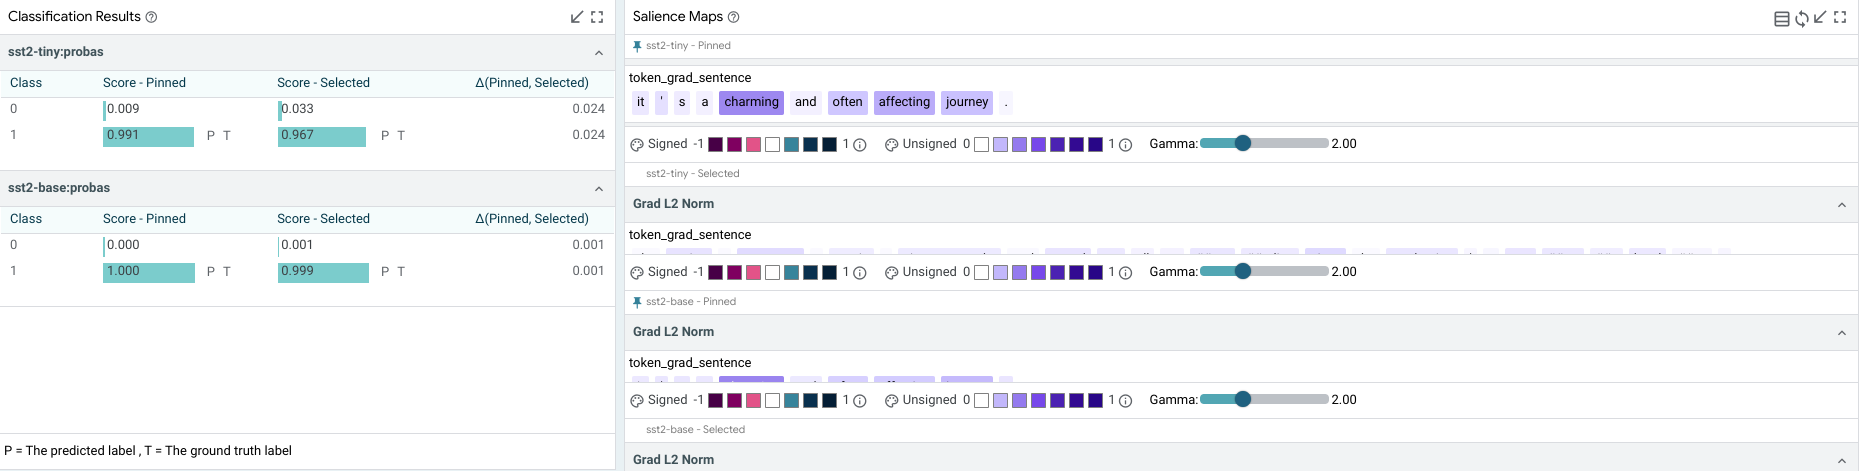 Classification Results
sst2-tiny:probas
Class Score - Pinned Score - Selected Δ(Pinned, Selected)
0 0.009 0.033 0.024
1 0.991 P T 0.967 P T 0.024
sst2-base:probas
Class Score - Pinned Score - Selected Δ(Pinned, Selected)
0 0.000 0.001 0.001
1 1.000 P T 0.999 P T 0.001
P = The predicted label , T = The ground truth label
Salience Maps
sst2-tiny - Pinned
token_grad_sentence
it ' s a charming and often affecting journey .
Signed -1 1 Unsigned 0 1 Gamma: 2.00
sst2-tiny - Selected
Grad L2 Norm
token_grad_sentence
Signed -1 1 Unsigned 0 1 Gamma: 2.00
sst2-base - Pinned
Grad L2 Norm
token_grad_sentence
Signed -1 1 Unsigned 0 1 Gamma: 2.00
sst2-base - Selected
Grad L2 Norm